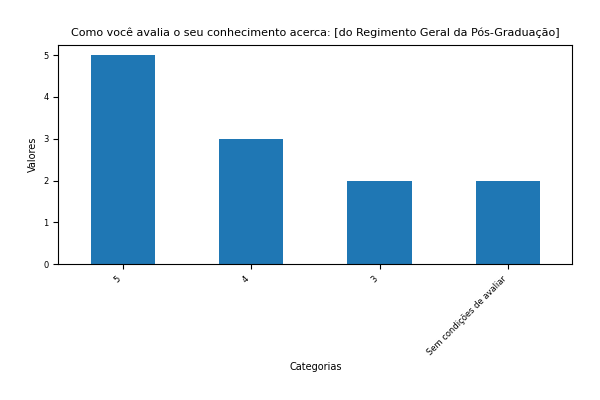 Como você avalia o seu conhecimento acerca: [do Regimento Geral da Pós-Graduação]
5
4
3
2
1
0
Valores
5
4
3
Sem condições de avaliar
Categorias